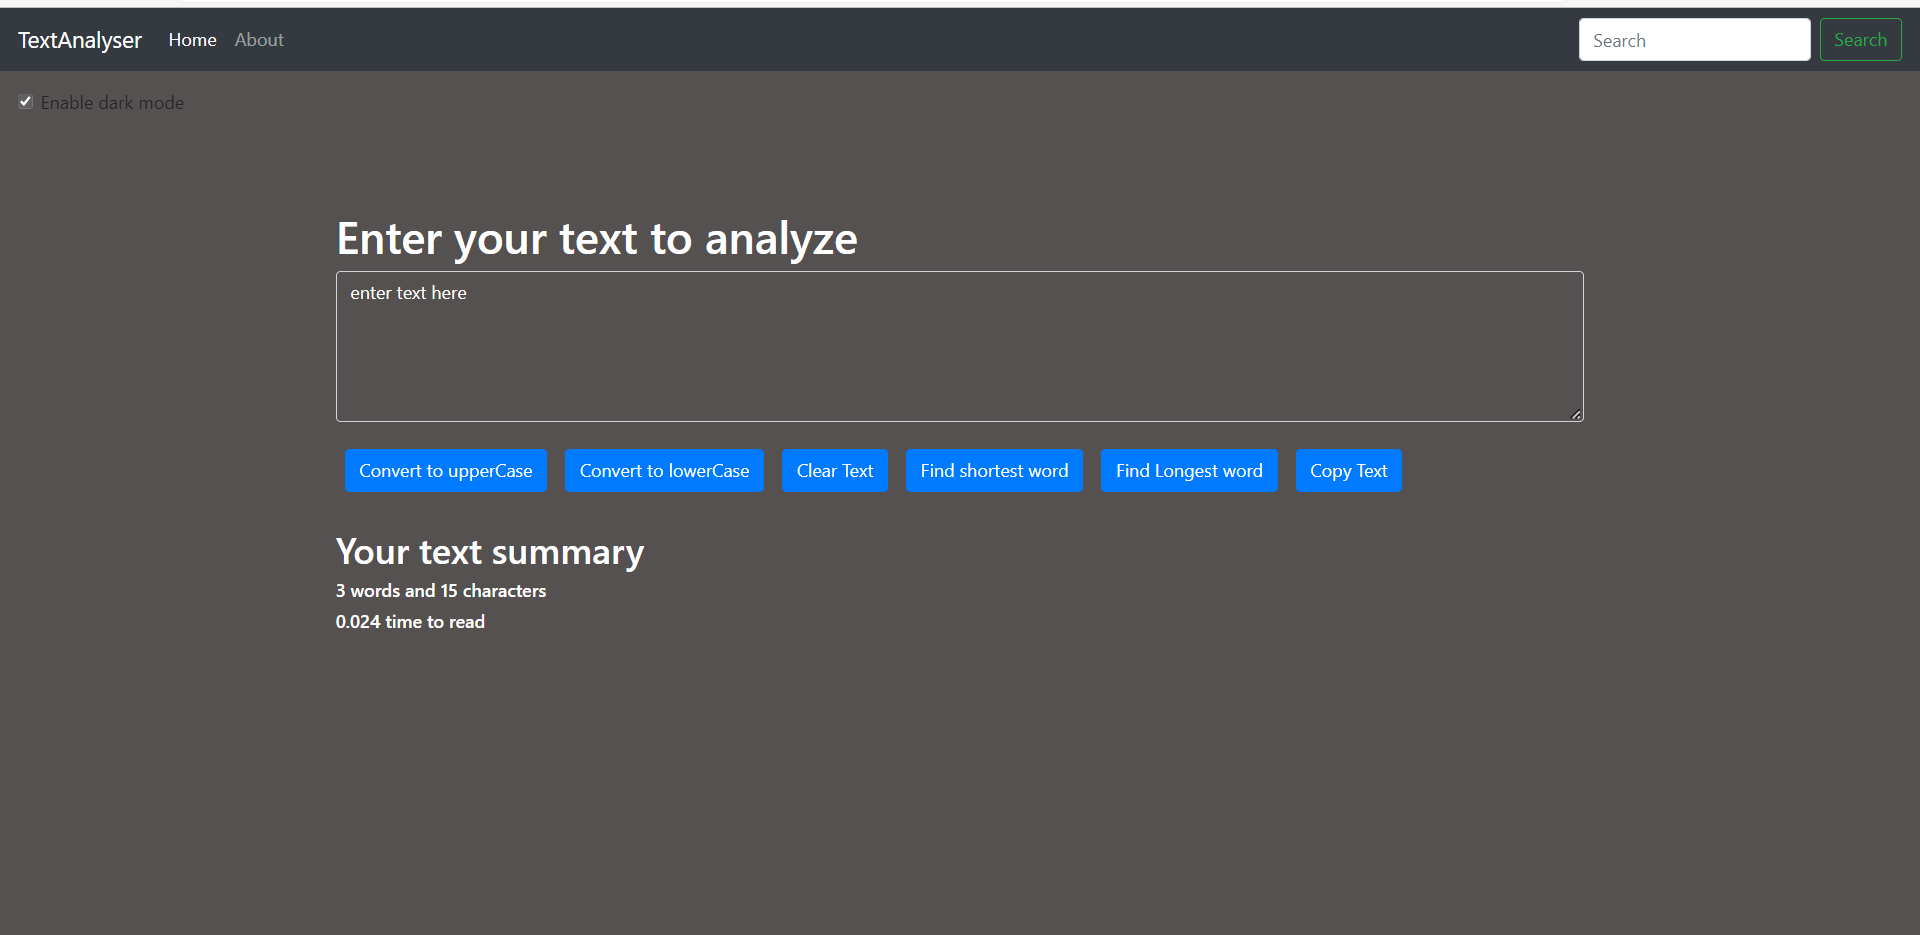 TextAnalyser Home About Search Search
Enable dark mode
Enter your text to analyze
enter text here
Convert to upperCase Convert to lowerCase Clear Text Find shortest word Find Longest word Copy Text
Your text summary
3 words and 15 characters
0.024 time to read